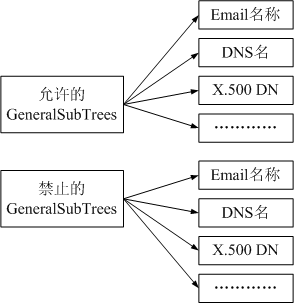 允许的
GeneralSubTrees
Email名称
DNS名
X.500 DN
…………
禁止的
GeneralSubTrees
Email名称
DNS名
X.500 DN
…………